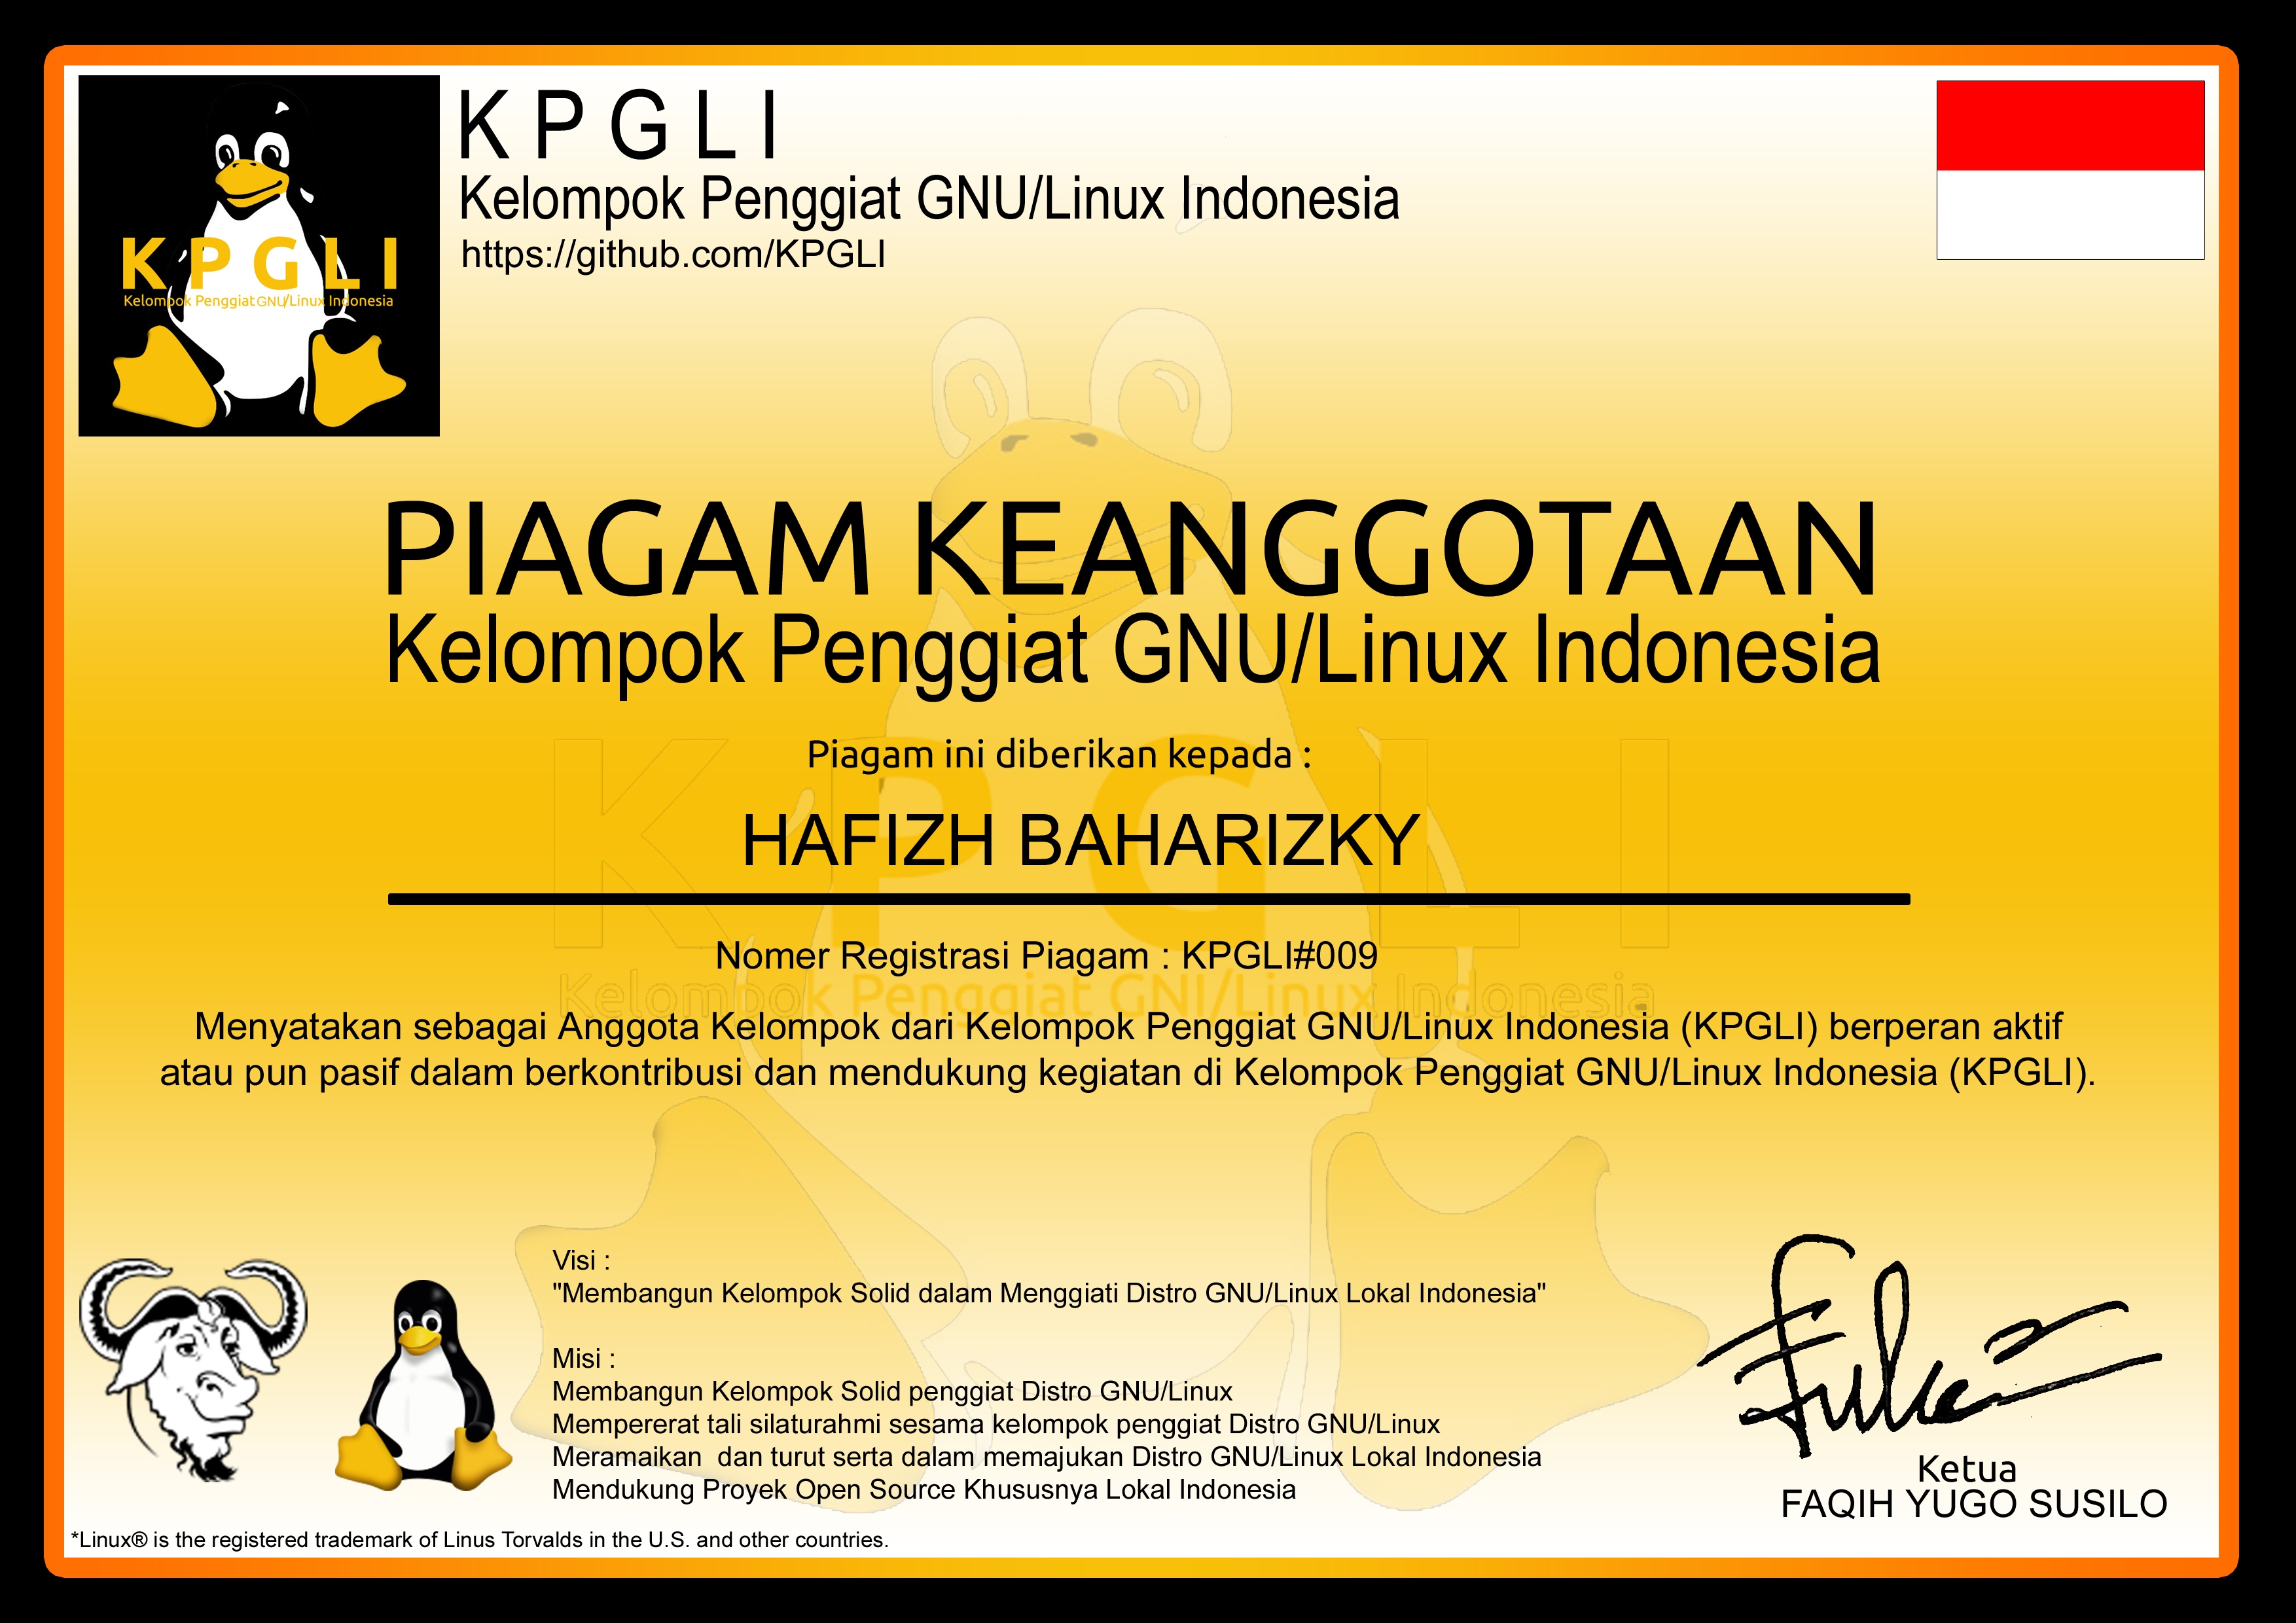 K P G L I
Kelompok Penggiat GNU/Linux Indonesia
https://github.com/KPGLI
K P G L I
Kelompok Penggiat GNU/Linux Indonesia
PIAGAM KEANGGOTAAN
Kelompok Penggiat GNU/Linux Indonesia
Piagam ini diberikan kepada :
HAFIZH BAHARIZKY
K P G L I
Nomer Registrasi Piagam : KPGLI#009
Kelompok Penggiat GNI/Linux Indonesia
Menyatakan sebagai Anggota Kelompok dari Kelompok Penggiat GNU/Linux Indonesia (KPGLI) berperan aktif
atau pun pasif dalam berkontribusi dan mendukung kegiatan di Kelompok Penggiat GNU/Linux Indonesia (KPGLI).
Visi :
"Membangun Kelompok Solid dalam Menggiati Distro GNU/Linux Lokal Indonesia"
Misi :
Membangun Kelompok Solid penggiat Distro GNU/Linux
Mempererat tali silaturahmi sesama kelompok penggiat Distro GNU/Linux
Meramaikan  dan turut serta dalam memajukan Distro GNU/Linux Lokal Indonesia
Mendukung Proyek Open Source Khususnya Lokal Indonesia
Ketua
FAQIH YUGO SUSILO
*Linux® is the registered trademark of Linus Torvalds in the U.S. and other countries.